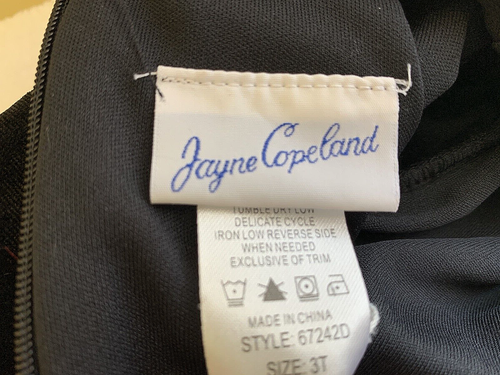 Jayne Copeland
TUMBLE DRY LOW
DELICATE CYCLE
IRON LOW REVERSE SIDE
WHEN NEEDED
EXCLUSIVE OF TRIM
MADE IN CHINA
STYLE: 67242D
SIZE: 3T